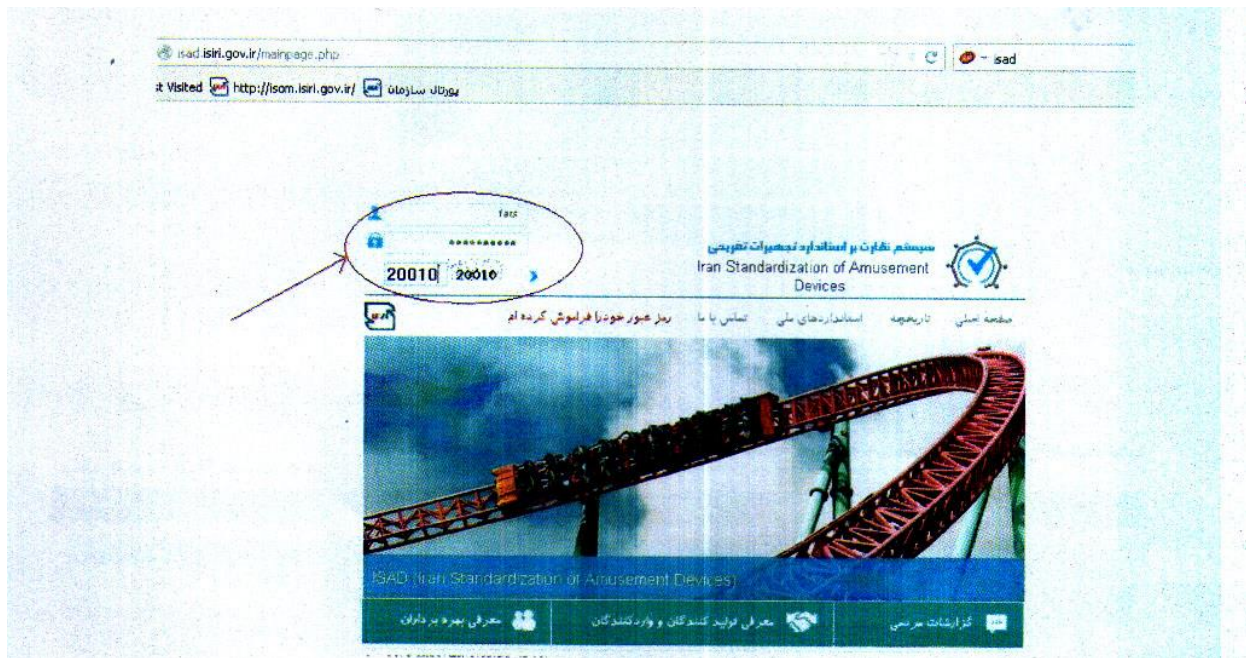 isad.isiri.gov.ir/mainpage.php
isad
st Visited http://isom.isiri.gov.ir/ پورتال سازمان
fars
**********
20010 20010
سیستم نظارت بر استاندارد تجهیزات تفریحی
Iran Standardization of Amusement
Devices
صفحه اصلی تاریخچه استانداردهای ملی تماس با ما رمز عبور خودرا فراموش کرده ام
ISAD (Iran Standardization of Amusement Devices)
گزارشات مردمی معرفی تولید کنندگان و واردکنندگان معرفی بهره برداران